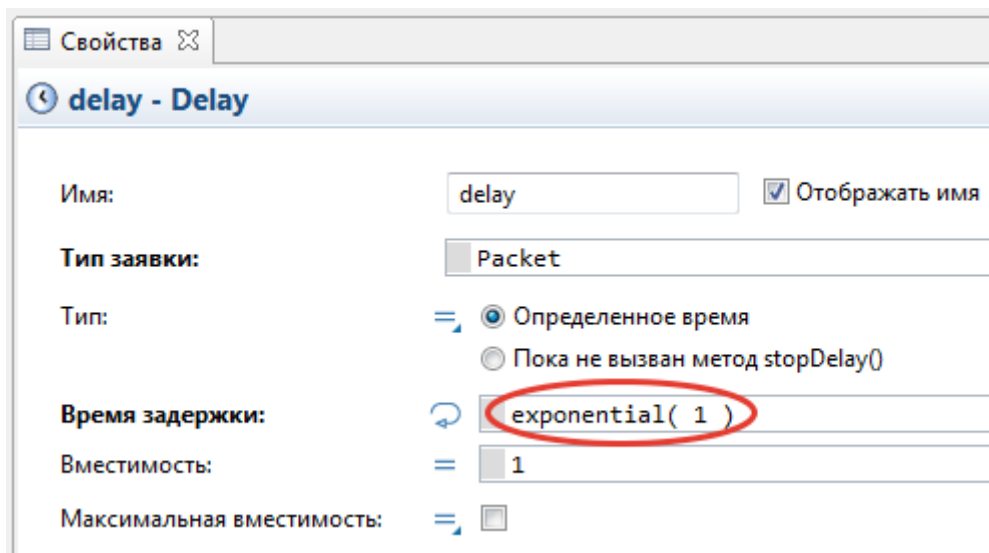 Свойства
delay - Delay
Имя: delay Отображать имя
Тип заявки: Packet
Тип: = Определенное время
Пока не вызван метод stopDelay()
Время задержки: exponential( 1 )
Вместимость: = 1
Максимальная вместимость: =